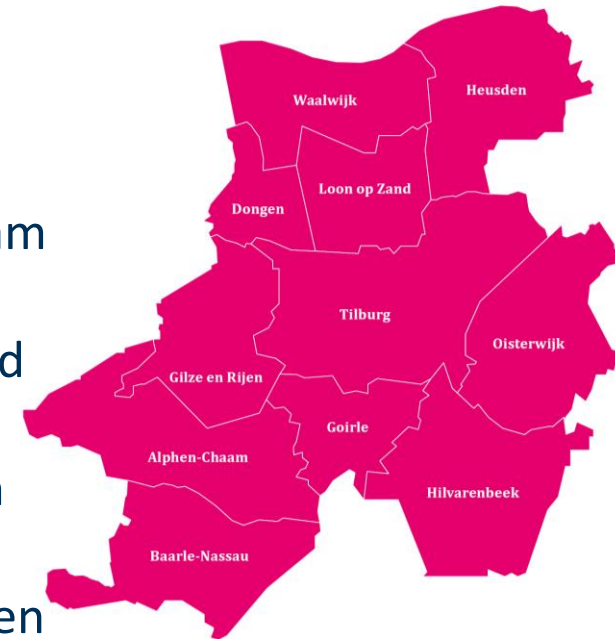 Heusden
Waalwijk
Loon op Zand
Dongen
Tilburg
Oisterwijk
Gilze en Rijen
Goirle
Alphen-Chaam
Hilvarenbeek
Baarle-Nassau